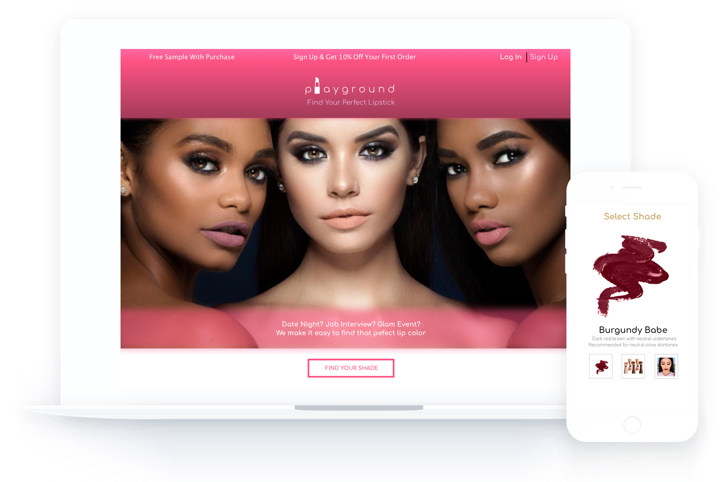 Free Sample With Purchase
Sign Up & Get 10% Off Your First Order
Log In | Sign Up
playground
Find Your Perfect Lipstick
Date Night? Job Interview? Glam Event?
We make it easy to find that pefect lip color
FIND YOUR SHADE
Select Shade
Burgundy Babe
Dark red-brown with neutral undertones
Recommended for neutral-olive skintones